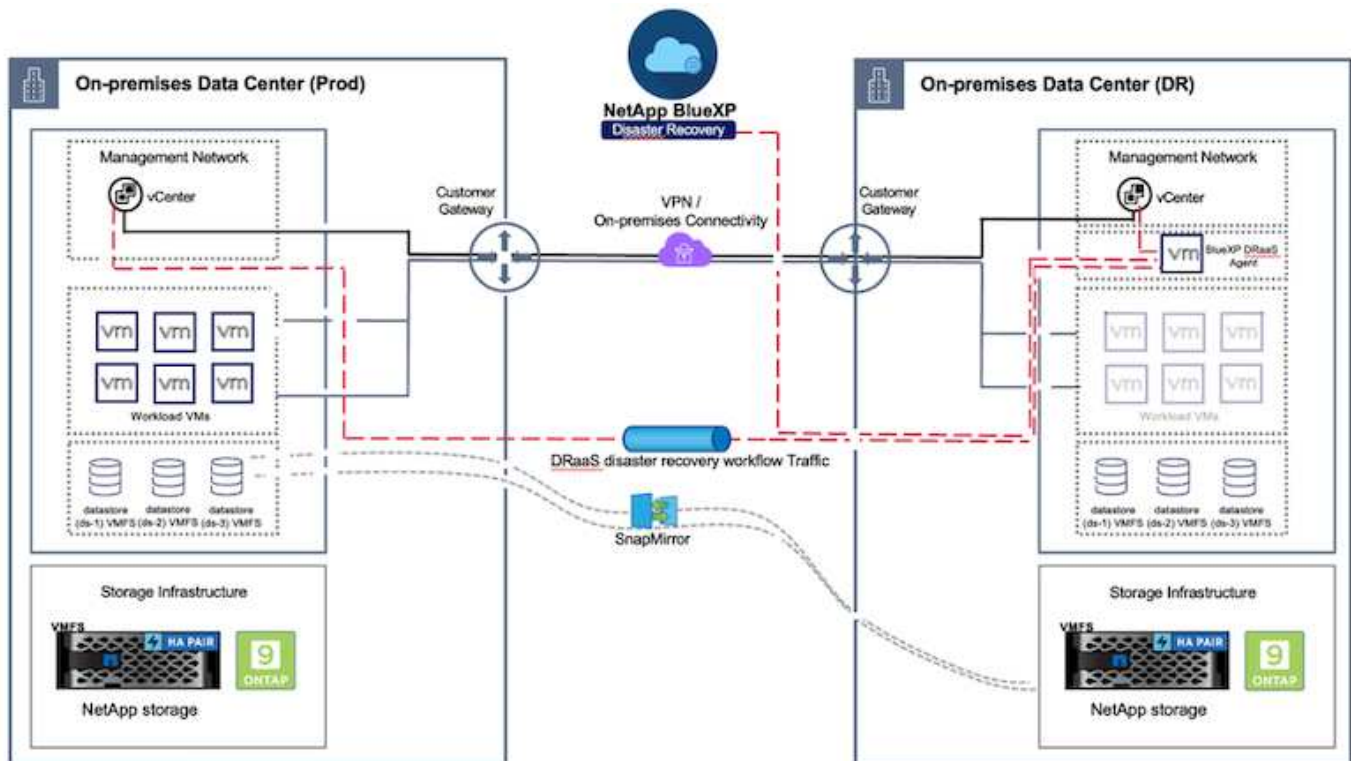 NetApp BlueXP
Disaster Recovery
On-premises Data Center (Prod)
Management Network
vCenter
vm vm vm
vm vm vm
Workload VMs
datastore datastore datastore
(ds-1) VMFS (ds-2) VMFS (ds-3) VMFS
Storage Infrastructure
VMFS
HA PAIR
9
ONTAP
NetApp storage
Customer
Gateway
VPN /
On-premises Connectivity
Customer
Gateway
DRaaS disaster recovery workflow Traffic
SnapMirror
On-premises Data Center (DR)
Management Network
vCenter
vm
BlueXP DRaaS
Agent
vm vm vm
vm vm vm
Workload VMs
datastore datastore datastore
(ds-1) VMFS (ds-2) VMFS (ds-3) VMFS
Storage Infrastructure
VMFS
HA PAIR
9
ONTAP
NetApp storage